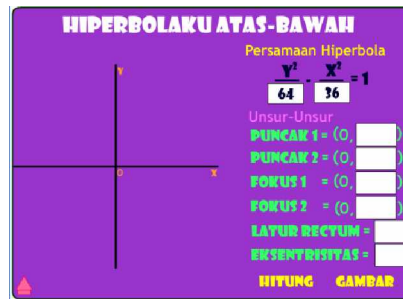 HIPERBOLAKU ATAS-BAWAH
Persamaan Hiperbola
Y² / 64 - X² / 36 = 1
Unsur-Unsur
PUNCAK 1 = (0, )
PUNCAK 2 = (0, )
FOKUS 1 = (0, )
FOKUS 2 = (0, )
LATUR RECTUM =
EKSENTRISITAS =
HITUNG GAMBAR
Y
O
X